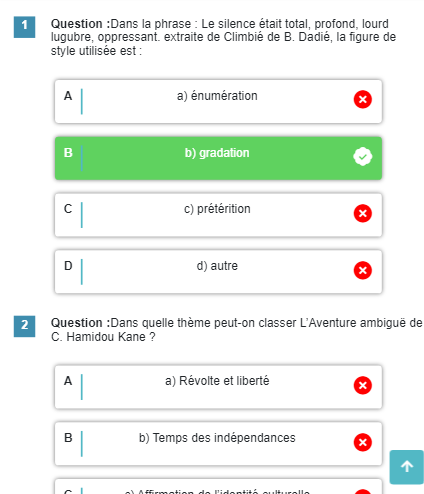 1
Question :Dans la phrase : Le silence était total, profond, lourd
lugubre, oppressant. extraite de Climbié de B. Dadié, la figure de
style utilisée est :
A a) énumération
B b) gradation
C c) prétérition
D d) autre
2
Question :Dans quelle thème peut-on classer L'Aventure ambiguë de
C. Hamidou Kane ?
A a) Révolte et liberté
B b) Temps des indépendances
C c) Affirmation de l'identité culturelle